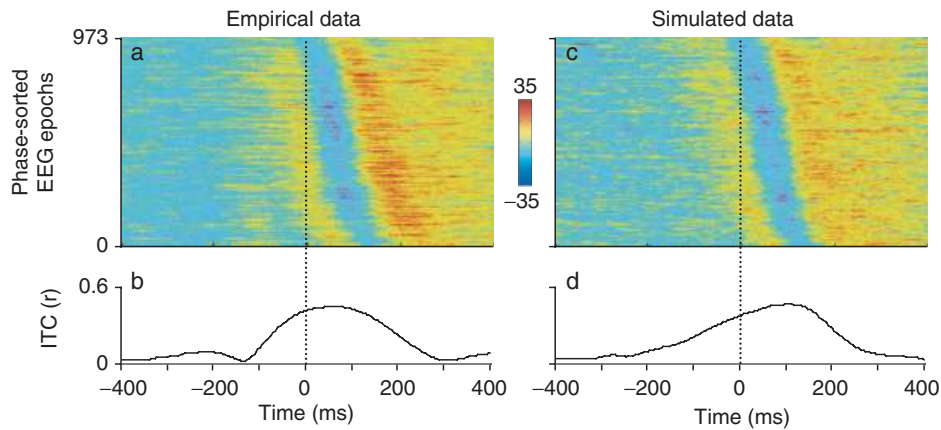 Empirical data
Simulated data
973
a
c
Phase-sorted
EEG epochs
35
−35
0
0.6
b
d
ITC (r)
0
−400 −200 0 200 400
−400 −200 0 200 400
Time (ms)
Time (ms)